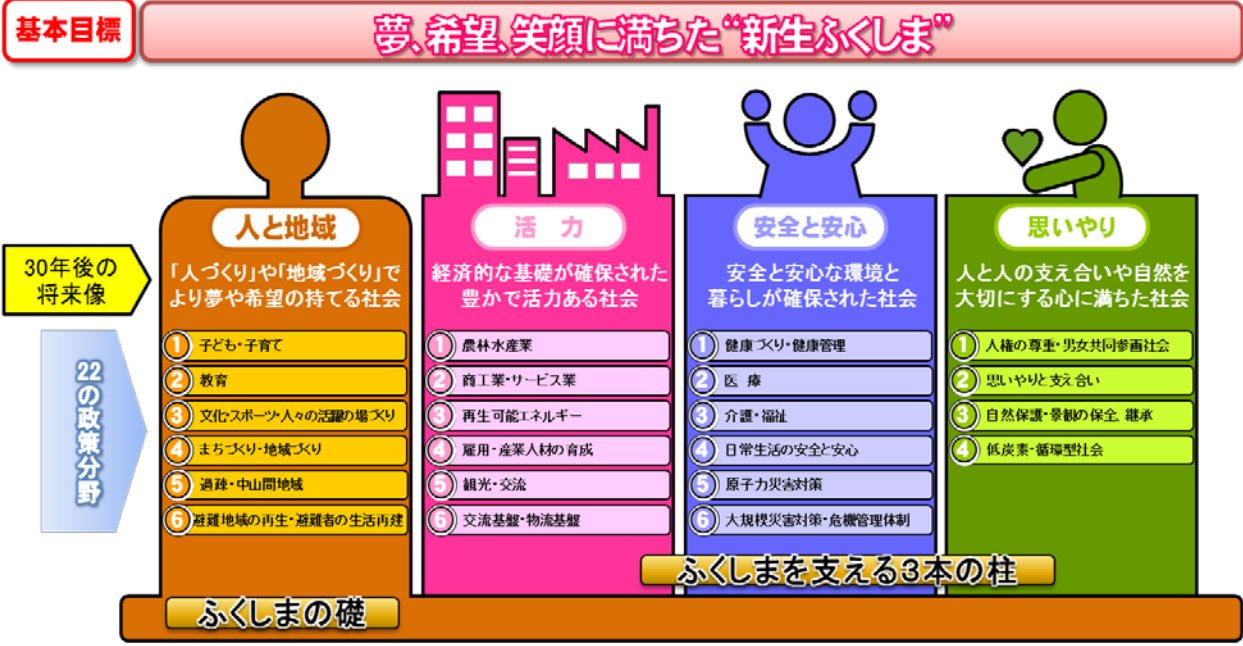 基本目標
夢、希望、笑顔に満ちた“新生ふくしま”
30年後の
将来像
22の政策分野
人と地域
「人づくり」や「地域づくり」で
より夢や希望の持てる社会
1 子ども・子育て
2 教育
3 文化・スポーツ・人々の活躍の場づくり
4 まちづくり・地域づくり
5 過疎・中山間地域
6 避難地域の再生・避難者の生活再建
ふくしまの礎
活 力
経済的な基礎が確保された
豊かで活力ある社会
1 農林水産業
2 商工業・サービス業
3 再生可能エネルギー
4 雇用・産業人材の育成
5 観光・交流
6 交流基盤・物流基盤
安全と安心
安全と安心な環境と
暮らしが確保された社会
1 健康づくり・健康管理
2 医 療
3 介護・福祉
4 日常生活の安全と安心
5 原子力災害対策
6 大規模災害対策・危機管理体制
思いやり
人と人の支え合いや自然を
大切にする心に満ちた社会
1 人権の尊重・男女共同参画社会
2 思いやりと支え合い
3 自然保護・景観の保全、継承
4 低炭素・循環型社会
ふくしまを支える3本の柱